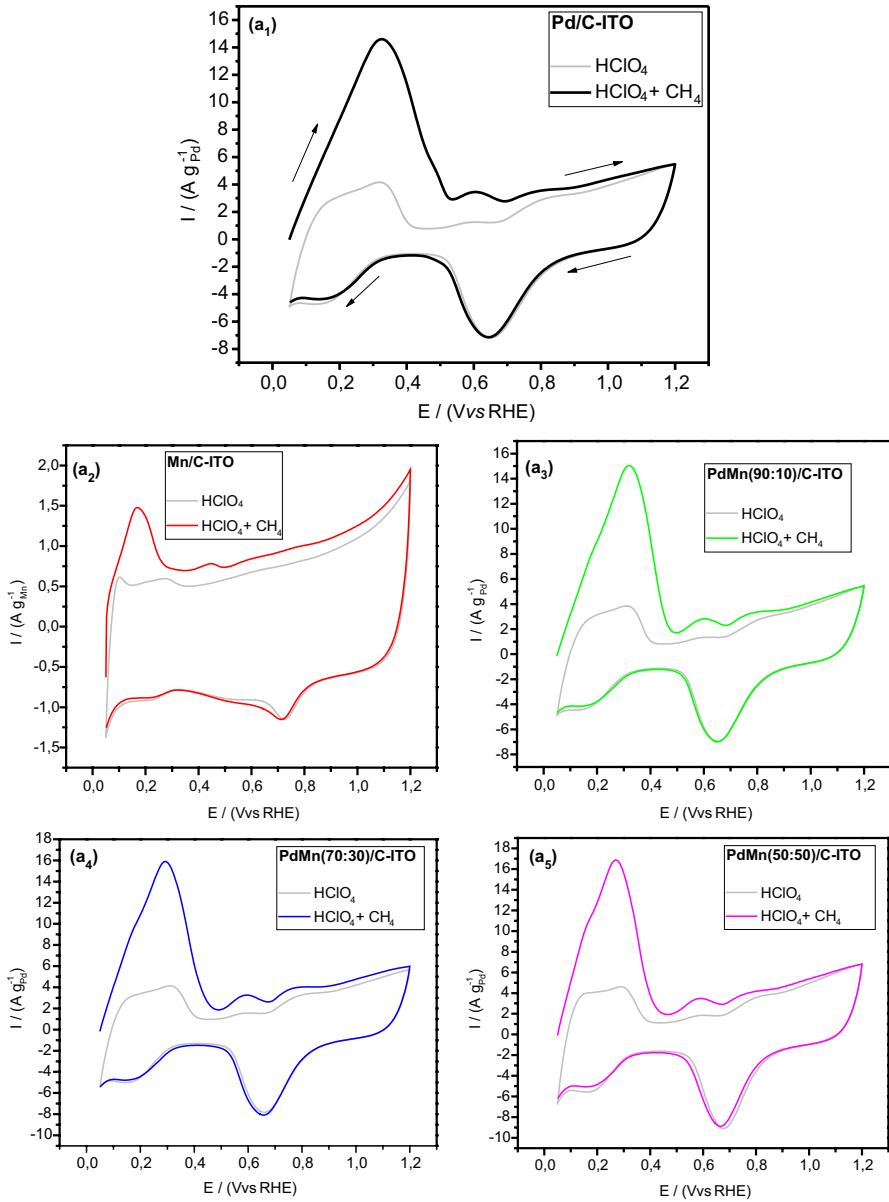 (a₁)
Pd/C-ITO
HClO₄
HClO₄+ CH₄
16
14
12
10
8
6
4
2
0
-2
-4
-6
-8
I / (A g⁻¹Pd)
0,0 0,2 0,4 0,6 0,8 1,0 1,2
E / (Vvs RHE)
(a₂)
Mn/C-ITO
HClO₄
HClO₄+ CH₄
2,0
1,5
1,0
0,5
0,0
-0,5
-1,0
-1,5
I / (A g⁻¹Mn)
0,0 0,2 0,4 0,6 0,8 1,0 1,2
E / (Vvs RHE)
(a₃)
PdMn(90:10)/C-ITO
HClO₄
HClO₄+ CH₄
16
14
12
10
8
6
4
2
0
-2
-4
-6
-8
I / (A g⁻¹Pd)
0,0 0,2 0,4 0,6 0,8 1,0 1,2
E / (Vvs RHE)
(a₄)
PdMn(70:30)/C-ITO
HClO₄
HClO₄+ CH₄
18
16
14
12
10
8
6
4
2
0
-2
-4
-6
-8
-10
I / (A g⁻¹Pd)
0,0 0,2 0,4 0,6 0,8 1,0 1,2
E / (Vvs RHE)
(a₅)
PdMn(50:50)/C-ITO
HClO₄
HClO₄+ CH₄
18
16
14
12
10
8
6
4
2
0
-2
-4
-6
-8
-10
I / (A g⁻¹Pd)
0,0 0,2 0,4 0,6 0,8 1,0 1,2
E / (Vvs RHE)